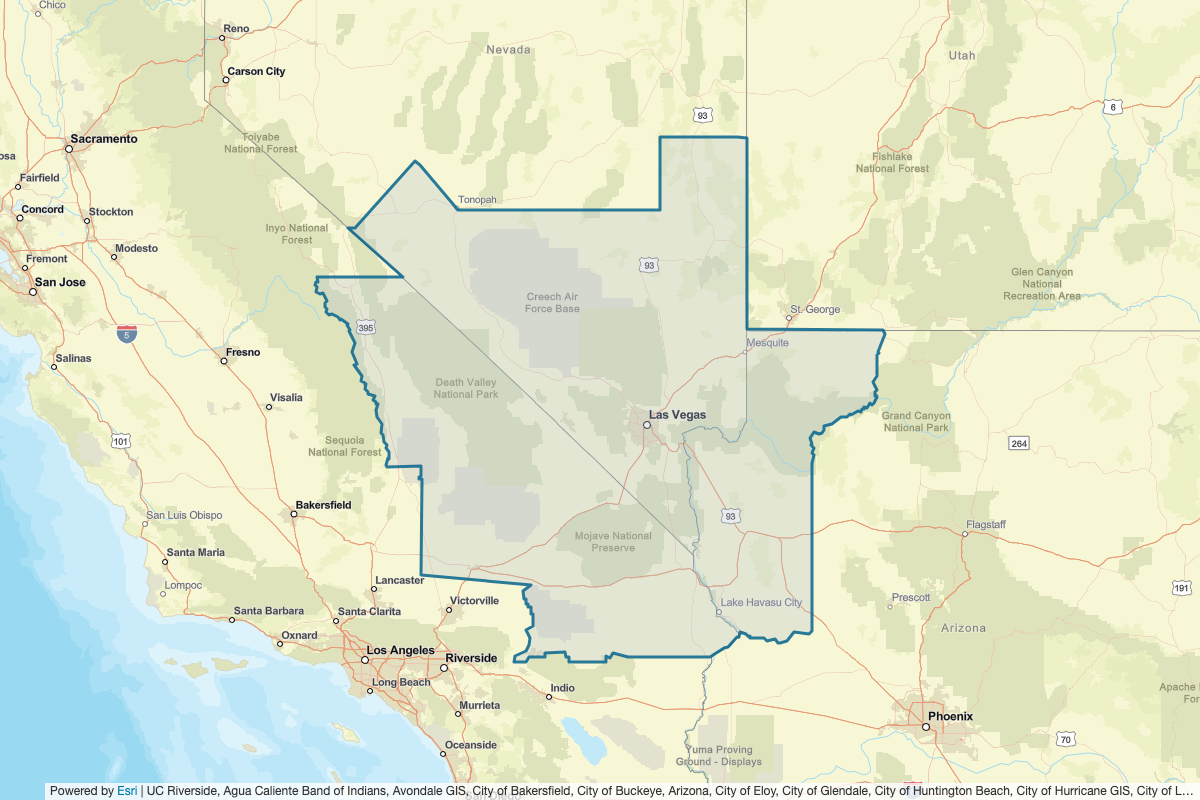 Chico
Reno
Nevada
Utah
Carson City
93
6
Sacramento
Toiyabe
National Forest
osa
Fairfield
Fishlake
National Forest
Concord
Stockton
Tonopah
Inyo National
Forest
Modesto
Fremont
San Jose
93
Glen Canyon
National
Recreation Area
Creech Air
Force Base
St. George
5
395
Mesquite
Salinas
Fresno
Death Valley
National Park
Visalia
Las Vegas
Grand Canyon
National Park
101
Sequoia
National Forest
264
Bakersfield
San Luis Obispo
93
Flagstaff
Santa Maria
Mojave National
Preserve
Lompoc
Lancaster
191
Victorville
Lake Havasu City
Prescott
Santa Barbara
Santa Clarita
Arizona
Oxnard
Los Angeles
Riverside
Long Beach
Indio
Apache
For
Murrieta
Phoenix
Oceanside
70
Yuma Proving
Ground - Displays
San Diego
Powered by Esri | UC Riverside, Agua Caliente Band of Indians, Avondale GIS, City of Bakersfield, City of Buckeye, Arizona, City of Eloy, City of Glendale, City of Huntington Beach, City of Hurricane GIS, City of L...